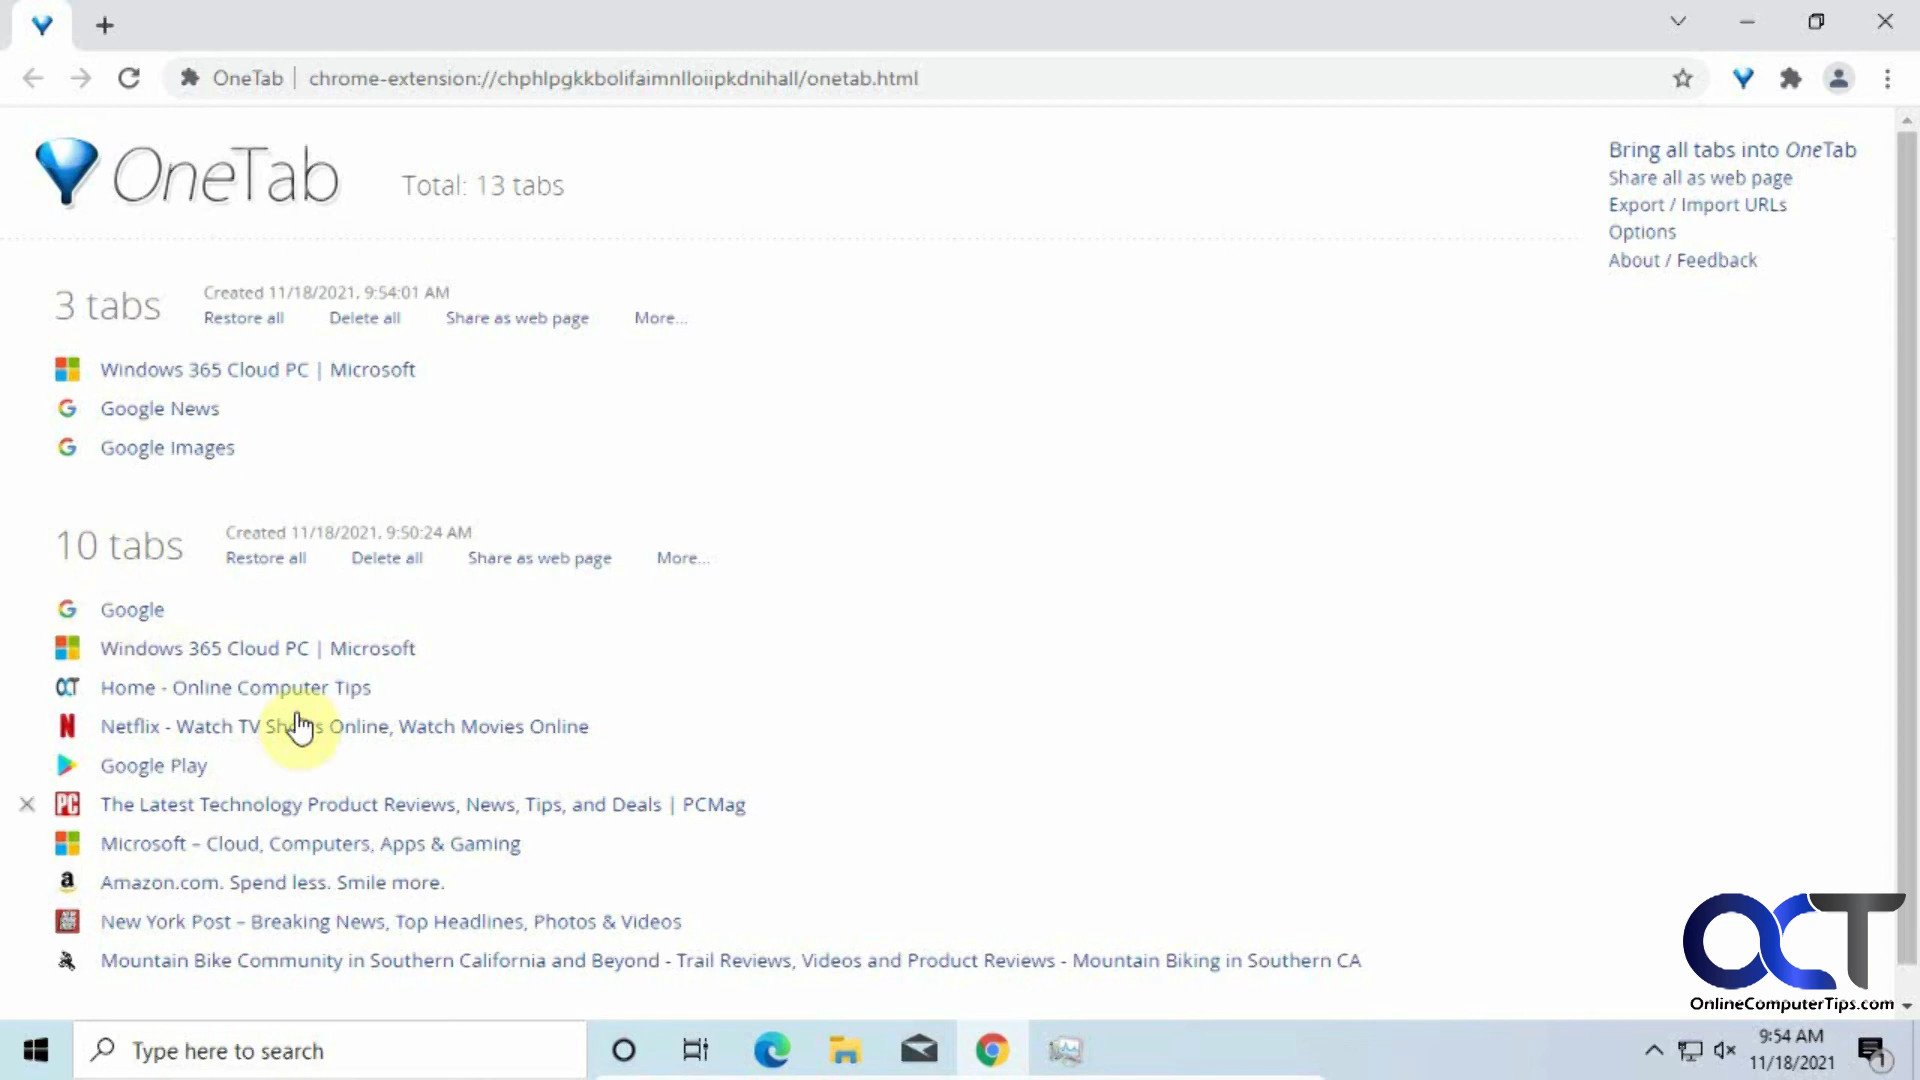 OneTab | chrome-extension://chphlpgkkbolifaimnlloiipkdnihall/onetab.html
OneTab
Total: 13 tabs
Bring all tabs into OneTab
Share all as web page
Export / Import URLs
Options
About / Feedback
3 tabs
Created 11/18/2021, 9:54:01 AM
Restore all Delete all Share as web page More...
Windows 365 Cloud PC | Microsoft
Google News
Google Images
10 tabs
Created 11/18/2021, 9:50:24 AM
Restore all Delete all Share as web page More...
Google
Windows 365 Cloud PC | Microsoft
Home - Online Computer Tips
Netflix - Watch TV Shows Online, Watch Movies Online
Google Play
The Latest Technology Product Reviews, News, Tips, and Deals | PCMag
Microsoft – Cloud, Computers, Apps & Gaming
Amazon.com. Spend less. Smile more.
New York Post – Breaking News, Top Headlines, Photos & Videos
Mountain Bike Community in Southern California and Beyond - Trail Reviews, Videos and Product Reviews - Mountain Biking in Southern CA
OCT
OnlineComputerTips.com
Type here to search
9:54 AM
11/18/2021
1